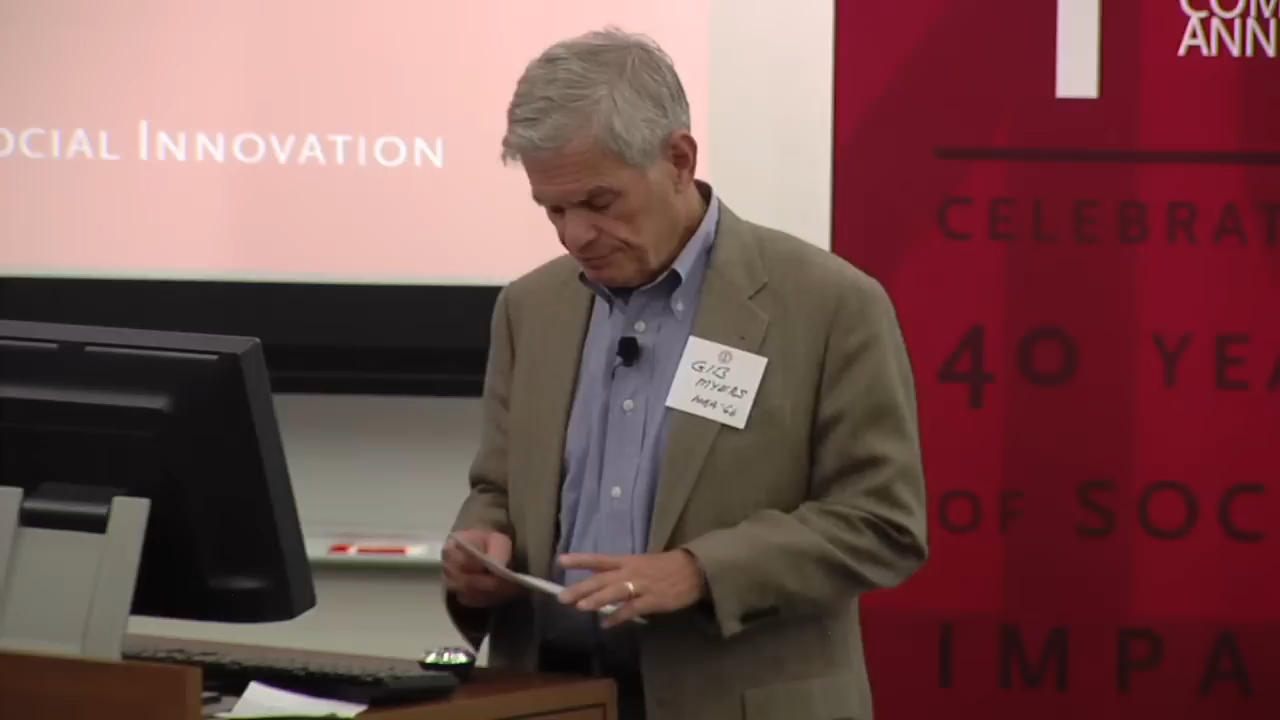 OCIAL INNOVATION
COM
ANN
CELEBRAT
40 YEA
OF SOC
IMPA
GIB
MYERS
MBA '66